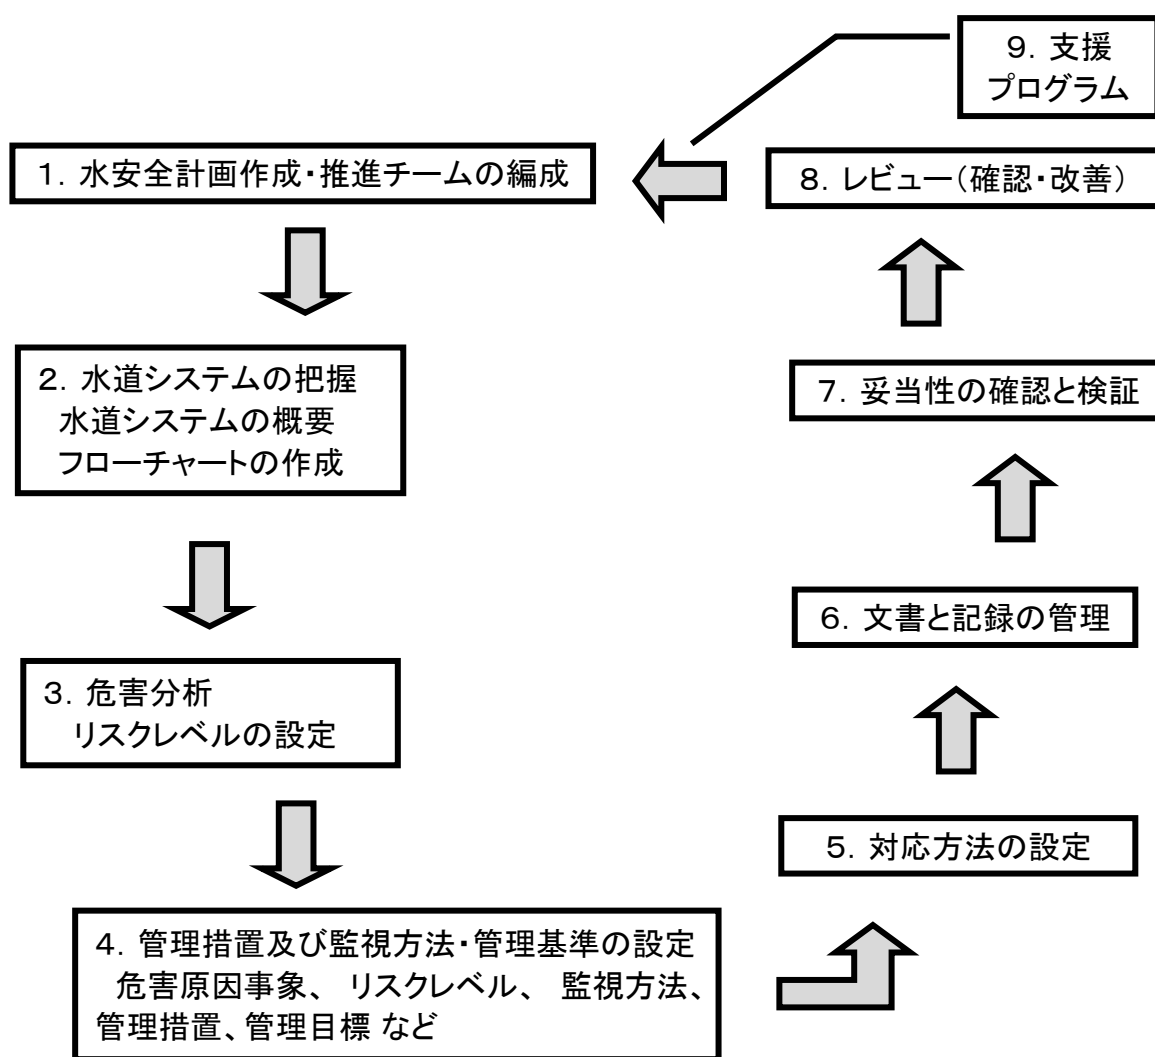 9．支援
プログラム
1．水安全計画作成・推進チームの編成
8．レビュー（確認・改善）
2．水道システムの把握
水道システムの概要
フローチャートの作成
7．妥当性の確認と検証
6．文書と記録の管理
3．危害分析
リスクレベルの設定
5．対応方法の設定
4．管理措置及び監視方法・管理基準の設定
危害原因事象、 リスクレベル、 監視方法、
管理措置、管理目標 など